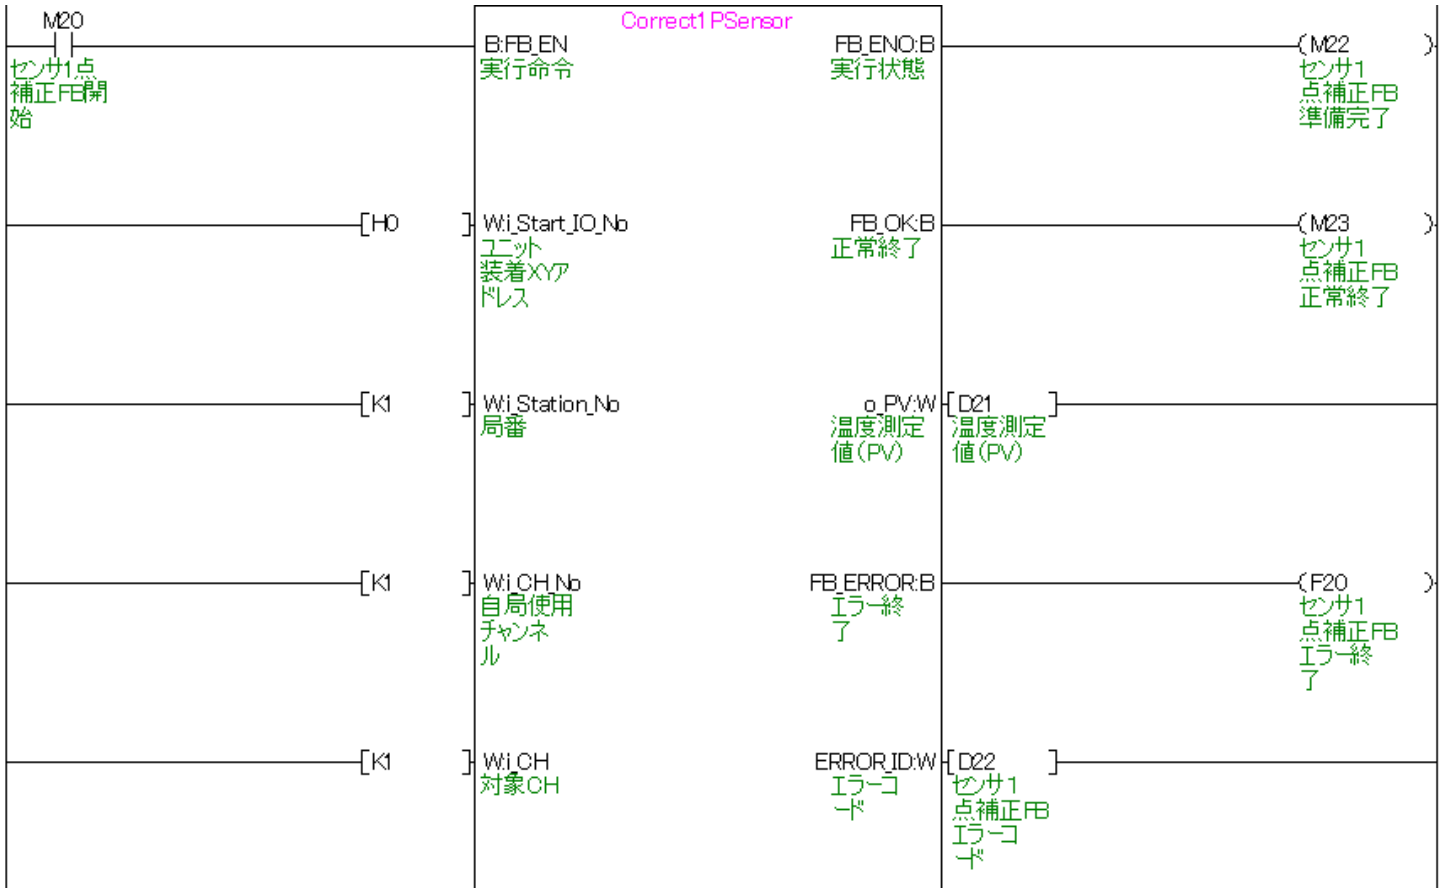 M20
Correct1PSensor
B:FB_EN
FB_ENO:B
(M22 )
センサ1点
補正FB開
始
実行命令
実行状態
センサ1
点補正FB
準備完了
[H0 ]
W:i_Start_IO_No
FB_OK:B
(M23 )
ユニット
装着XYア
ドレス
正常終了
センサ1
点補正FB
正常終了
[K1 ]
W:i_Station_No
o_PV:W
[D21 ]
局番
温度測定
値(PV)
温度測定
値(PV)
[K1 ]
W:i_CH_No
FB_ERROR:B
(F20 )
自局使用
チャンネ
ル
エラー終
了
センサ1
点補正FB
エラー終
了
[K1 ]
W:i_CH
ERROR_ID:W
[D22 ]
対象CH
エラーコ
ード
センサ1
点補正FB
エラーコ
ード